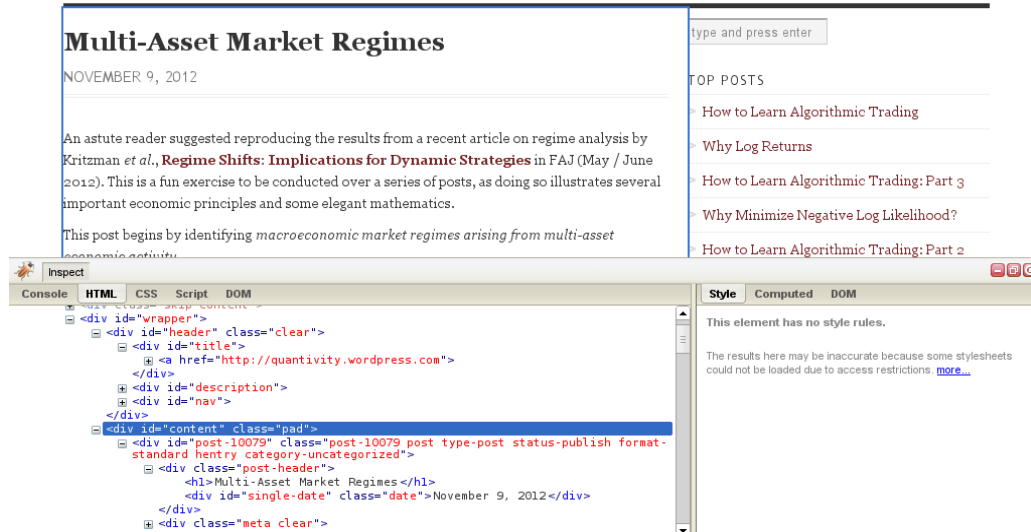 Multi-Asset Market Regimes
NOVEMBER 9, 2012
An astute reader suggested reproducing the results from a recent article on regime analysis by
Kritzman et al., Regime Shifts: Implications for Dynamic Strategies in FAJ (May / June
2012). This is a fun exercise to be conducted over a series of posts, as doing so illustrates several
important economic principles and some elegant mathematics.
This post begins by identifying macroeconomic market regimes arising from multi-asset
economic activity
type and press enter
TOP POSTS
How to Learn Algorithmic Trading
Why Log Returns
How to Learn Algorithmic Trading: Part 3
Why Minimize Negative Log Likelihood?
How to Learn Algorithmic Trading: Part 2
Inspect
Console HTML CSS Script DOM
<div class="skip-content">
<div id="wrapper">
<div id="header" class="clear">
<div id="title">
<a href="http://quantivity.wordpress.com">
</div>
<div id="description">
<div id="nav">
</div>
<div id="content" class="pad">
<div id="post-10079" class="post-10079 post type-post status-publish format-
standard hentry category-uncategorized">
<div class="post-header">
<h1>Multi-Asset Market Regimes</h1>
<div id="single-date" class="date">November 9, 2012</div>
</div>
<div class="meta clear">
Style Computed DOM
This element has no style rules.
The results here may be inaccurate because some stylesheets
could not be loaded due to access restrictions. more...